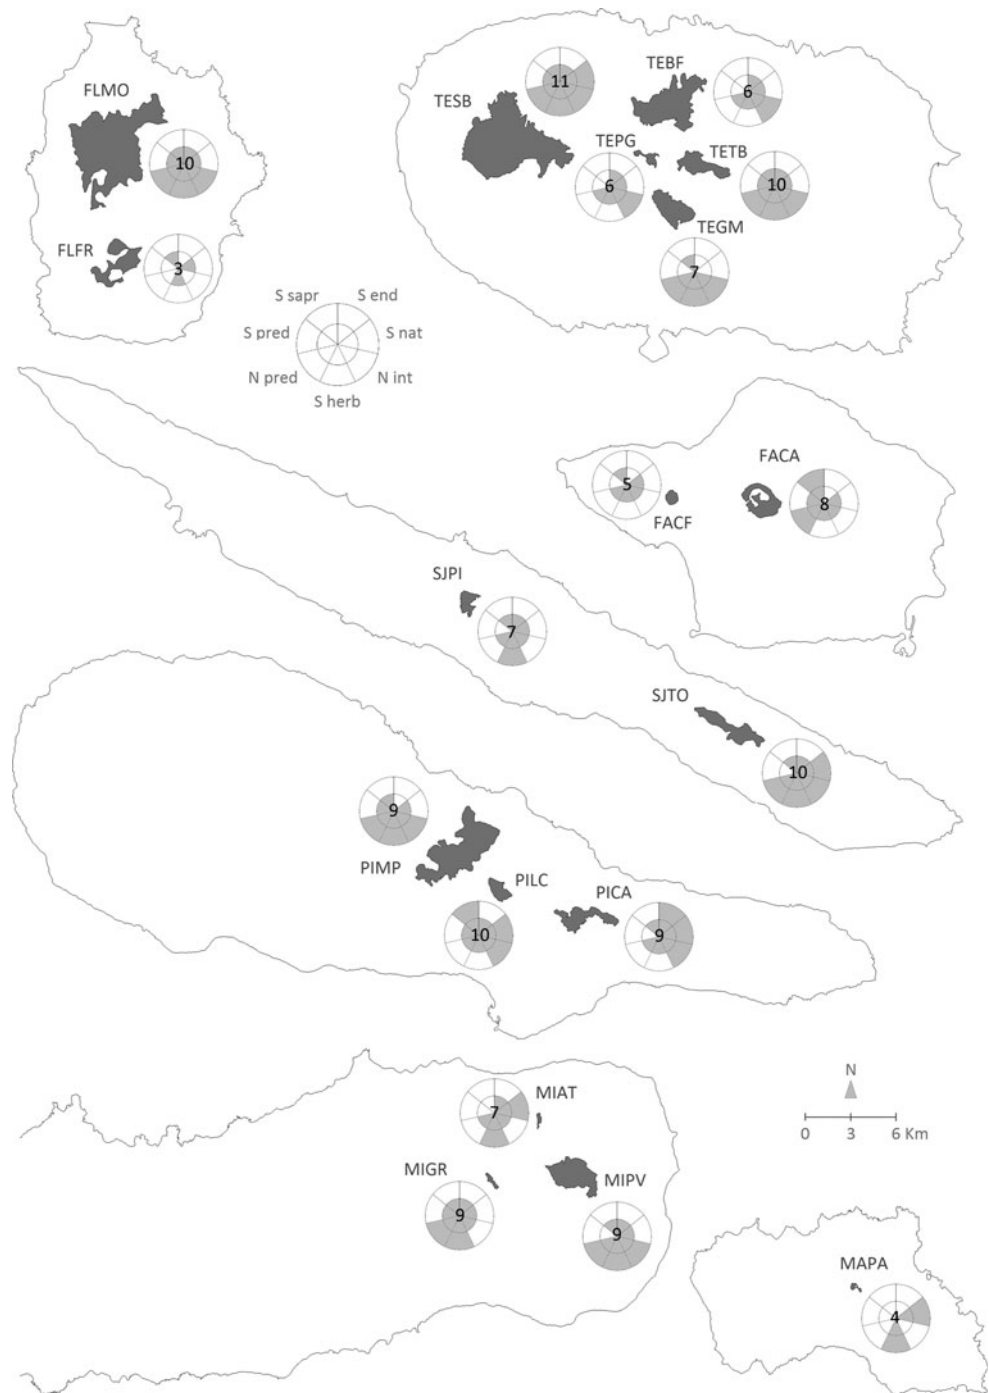 FLMO
10
FLFR
3
TESB
11
TEBF
6
TEPG
6
TETB
10
TEGM
7
S sapr
S end
S pred
S nat
N pred
N int
S herb
FACA
8
5
FACF
SJPI
7
SJTO
10
9
PIMP
PILC
10
PICA
9
MIAT
7
MIGR
9
MIPV
9
N
0 3 6 Km
MAPA
4